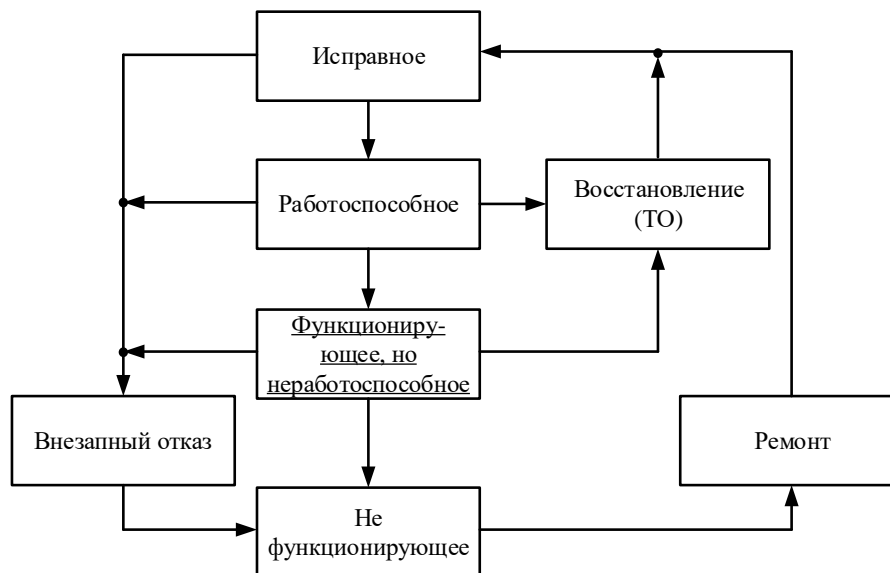 Исправное
Работоспособное
Восстановление
(ТО)
Функциониру-
ющее, но
неработоспособное
Внезапный отказ
Ремонт
Не
функционирующее